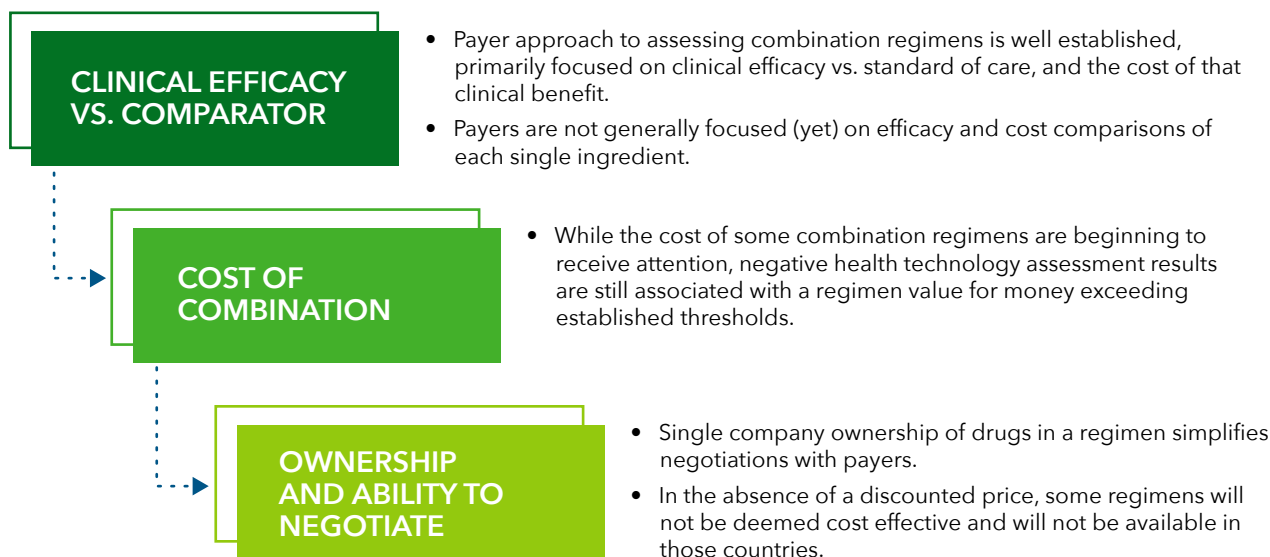 CLINICAL EFFICACY
VS. COMPARATOR
• Payer approach to assessing combination regimens is well established,
primarily focused on clinical efficacy vs. standard of care, and the cost of that
clinical benefit.
• Payers are not generally focused (yet) on efficacy and cost comparisons of
each single ingredient.
COST OF
COMBINATION
• While the cost of some combination regimens are beginning to
receive attention, negative health technology assessment results
are still associated with a regimen value for money exceeding
established thresholds.
OWNERSHIP
AND ABILITY TO
NEGOTIATE
• Single company ownership of drugs in a regimen simplifies
negotiations with payers.
• In the absence of a discounted price, some regimens will
not be deemed cost effective and will not be available in
those countries.